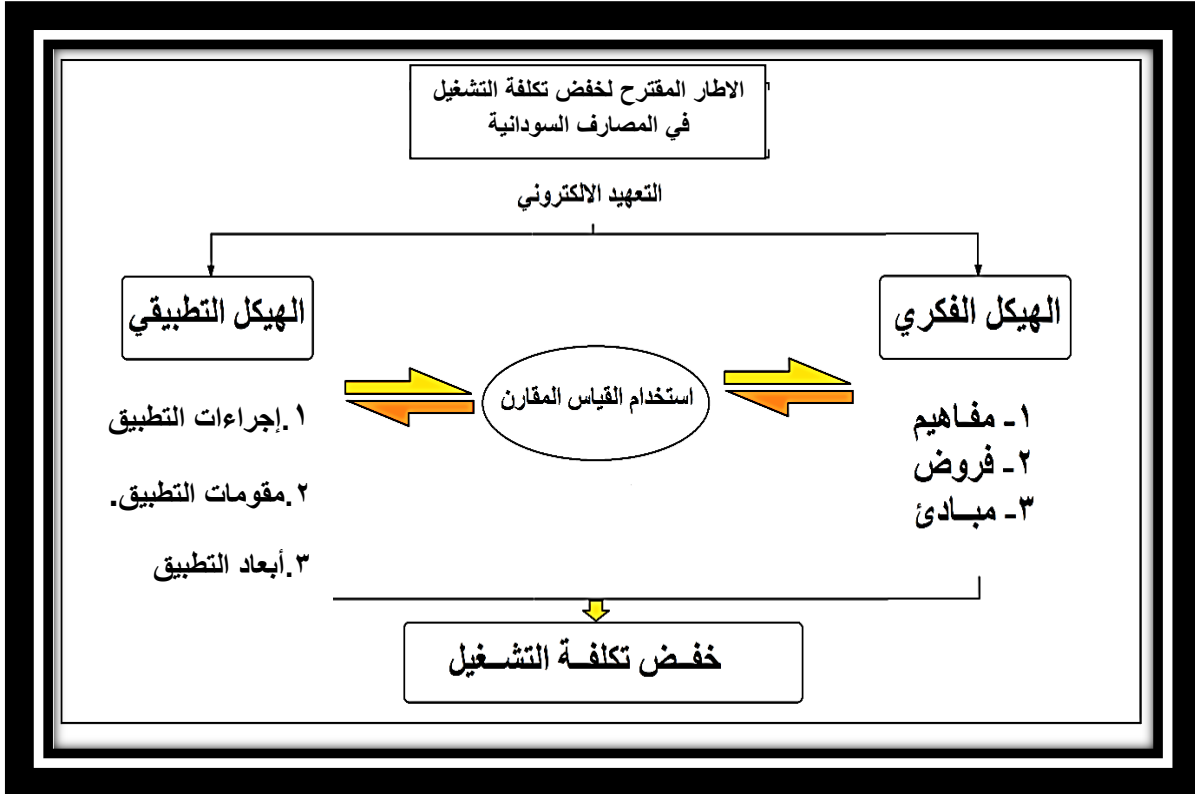 الاطار المقترح لخفض تكلفة التشغيل
في المصارف السودانية
التعهيد الالكتروني
الهيكل الفكري
١- مفاهيم
٢- فروض
٣- مبادئ
استخدام القياس المقارن
الهيكل التطبيقي
١.إجراءات التطبيق
٢.مقومات التطبيق.
٣.أبعاد التطبيق
خفض تكلفة التشغيل